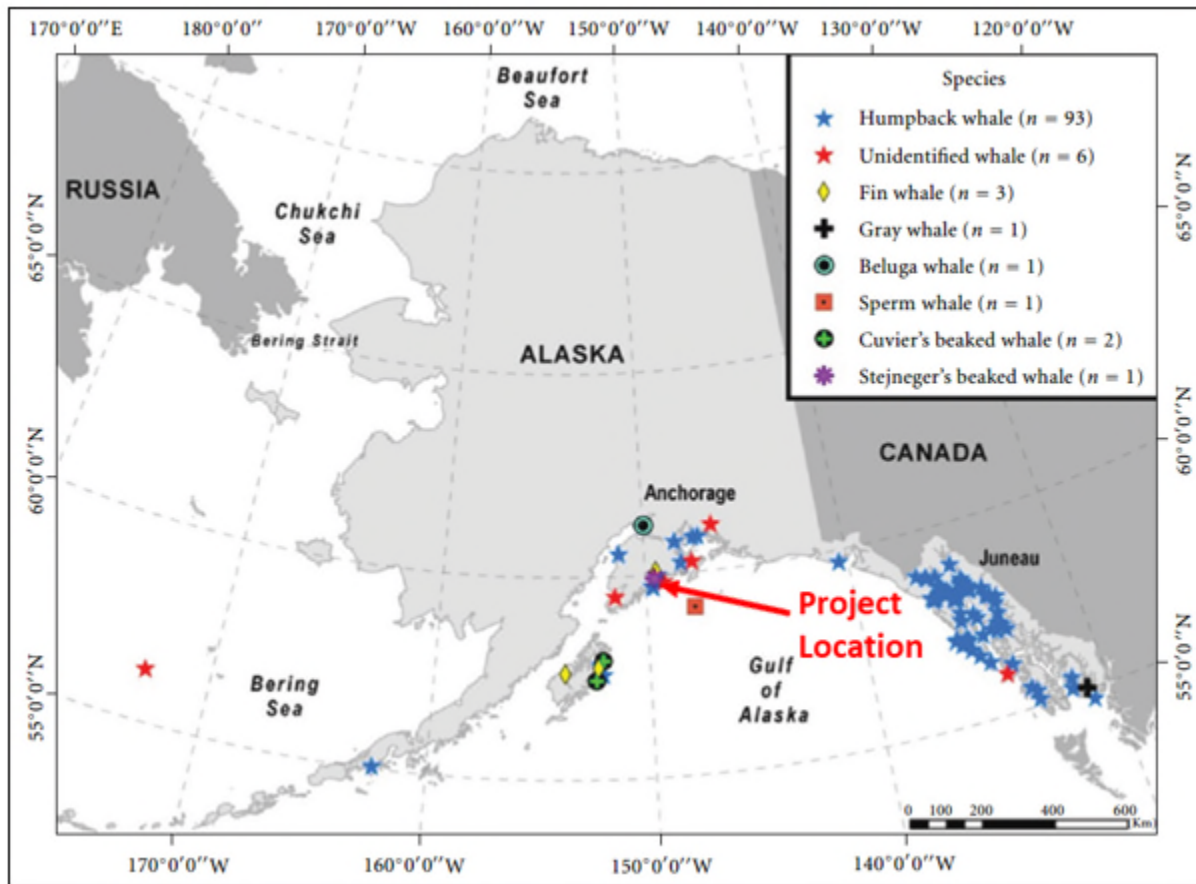 170°0'0"E 180°0'0"W 170°0'0"W 160°0'0"W 150°0'0"W 140°0'0"W 130°0'0"W 120°0'0"W
Beaufort
Sea
Species
Humpback whale (n = 93)
Unidentified whale (n = 6)
Fin whale (n = 3)
Gray whale (n = 1)
Beluga whale (n = 1)
Sperm whale (n = 1)
Cuvier's beaked whale (n = 2)
Stejneger's beaked whale (n = 1)
RUSSIA
Chukchi
Sea
65°0'0"N
65°0'0"N
Bering Strait
ALASKA
CANADA
60°0'0"N
60°0'0"N
Anchorage
Juneau
Project
Location
Gulf
of
Alaska
Bering
Sea
55°0'0"N
55°0'0"N
0 100 200 400 600
(Km)
170°0'0"W 160°0'0"W 150°0'0"W 140°0'0"W